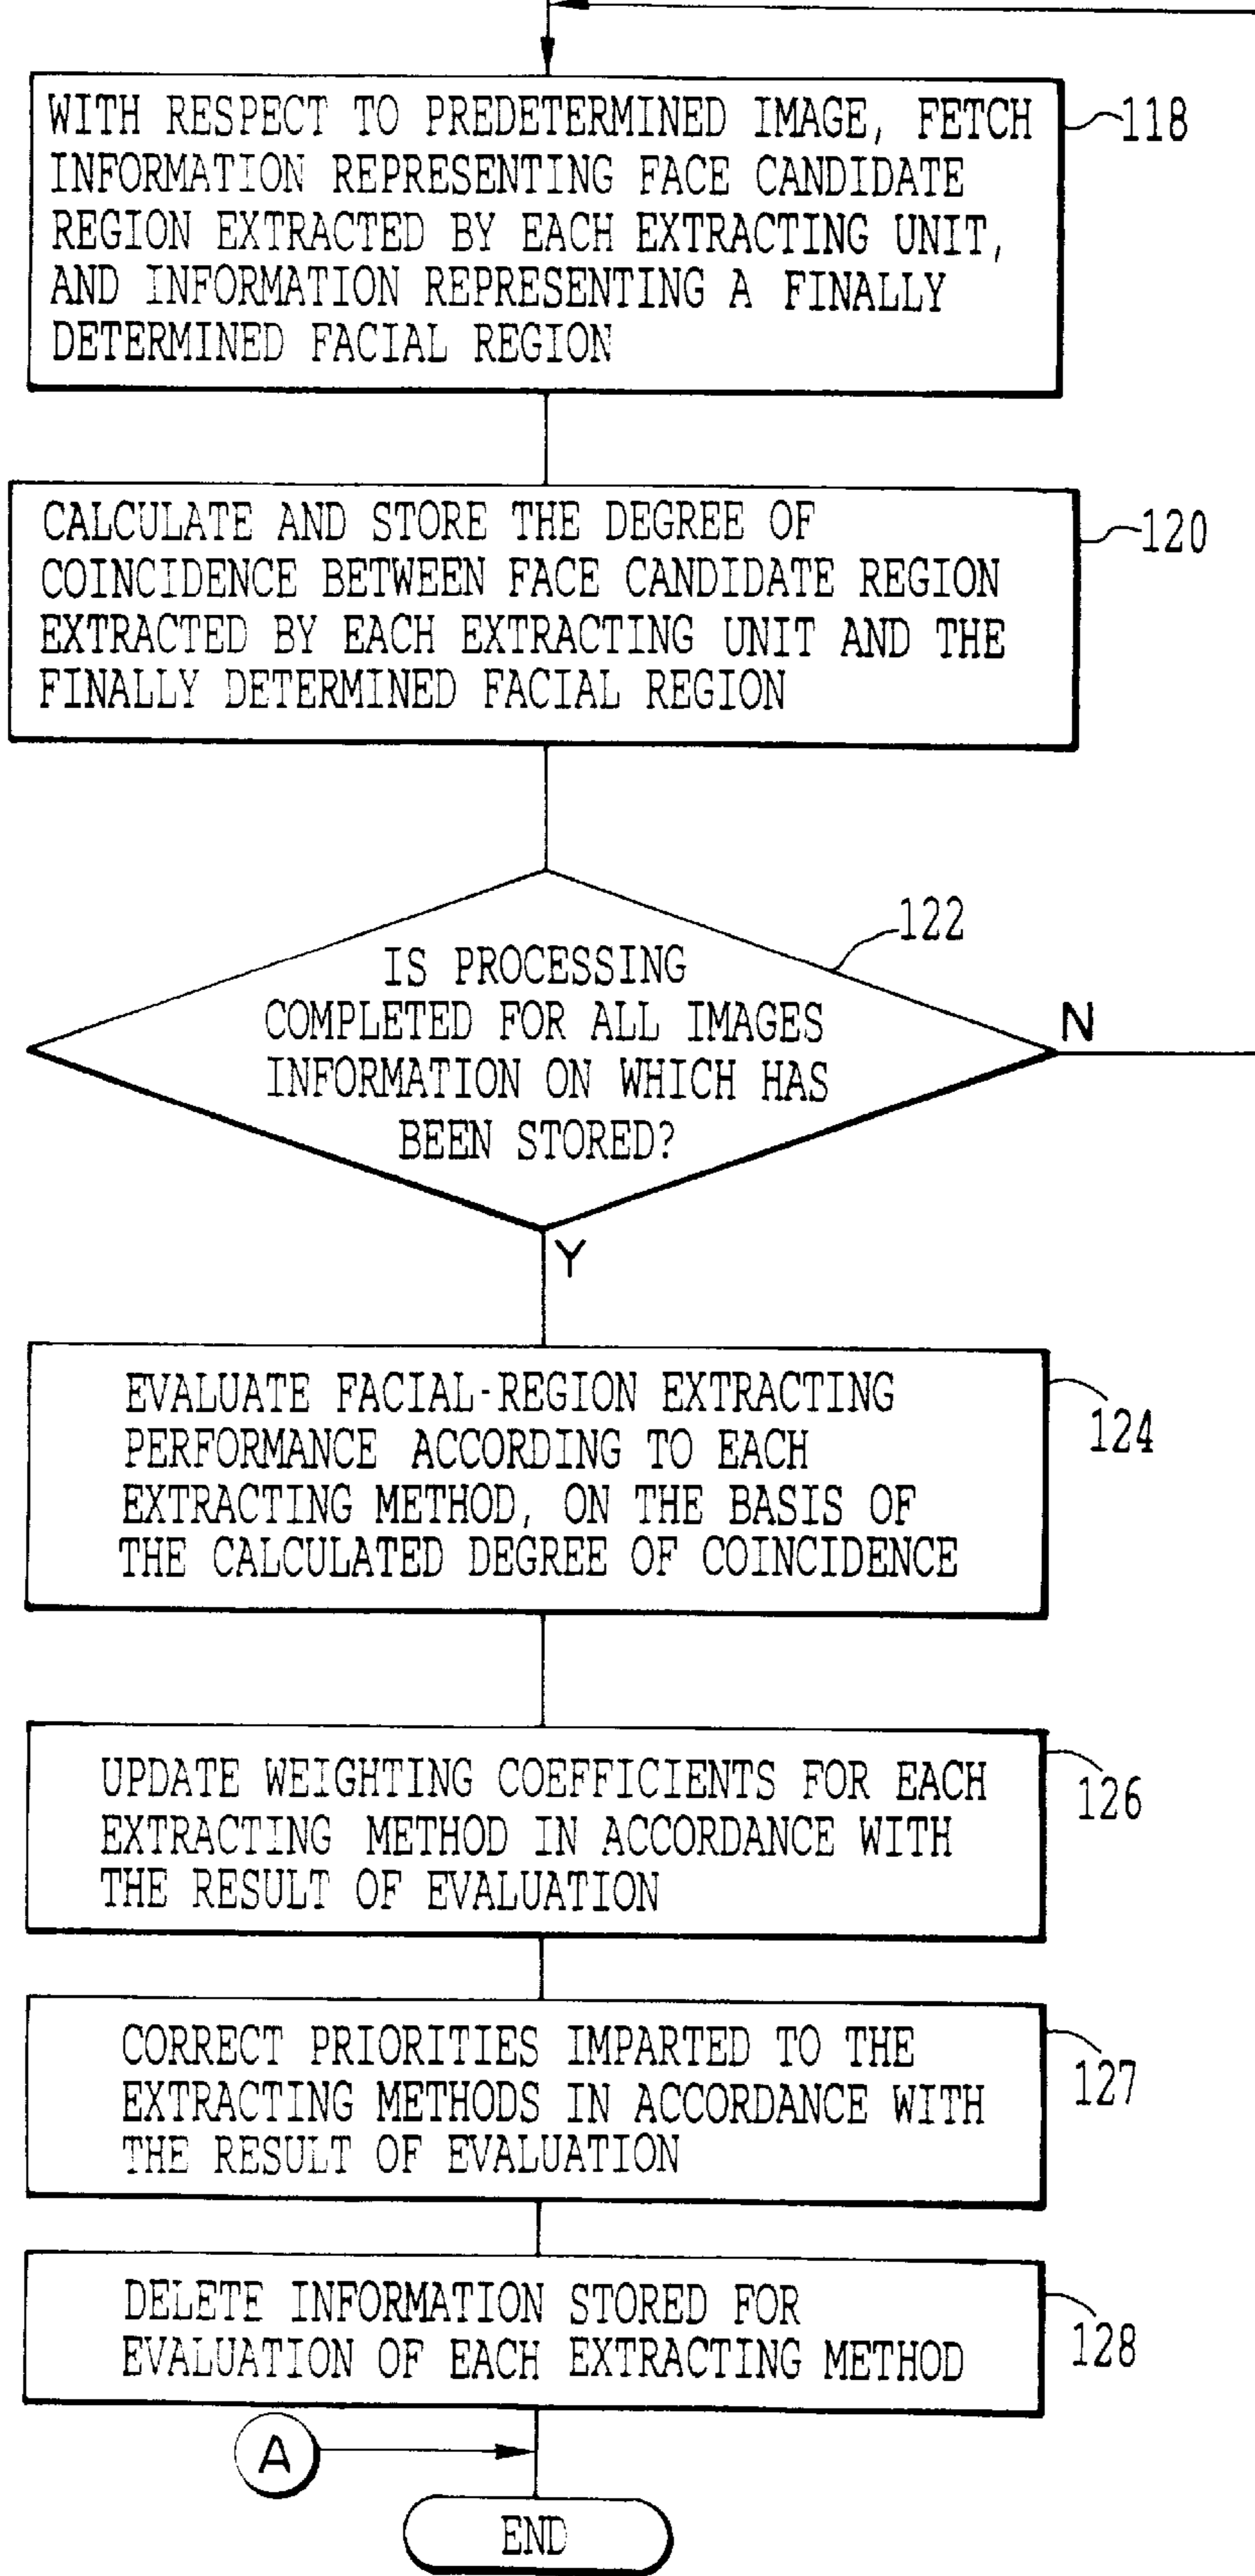 WITH RESPECT TO PREDETERMINED IMAGE, FETCH
INFORMATION REPRESENTING FACE CANDIDATE
REGION EXTRACTED BY EACH EXTRACTING UNIT,
AND INFORMATION REPRESENTING A FINALLY
DETERMINED FACIAL REGION
118
CALCULATE AND STORE THE DEGREE OF
COINCIDENCE BETWEEN FACE CANDIDATE REGION
EXTRACTED BY EACH EXTRACTING UNIT AND THE
FINALLY DETERMINED FACIAL REGION
120
122
IS PROCESSING
COMPLETED FOR ALL IMAGES
INFORMATION ON WHICH HAS
BEEN STORED?
N
Y
EVALUATE FACIAL-REGION EXTRACTING
PERFORMANCE ACCORDING TO EACH
EXTRACTING METHOD, ON THE BASIS OF
THE CALCULATED DEGREE OF COINCIDENCE
124
UPDATE WEIGHTING COEFFICIENTS FOR EACH
EXTRACTING METHOD IN ACCORDANCE WITH
THE RESULT OF EVALUATION
126
CORRECT PRIORITIES IMPARTED TO THE
EXTRACTING METHODS IN ACCORDANCE WITH
THE RESULT OF EVALUATION
127
DELETE INFORMATION STORED FOR
EVALUATION OF EACH EXTRACTING METHOD
128
A
END